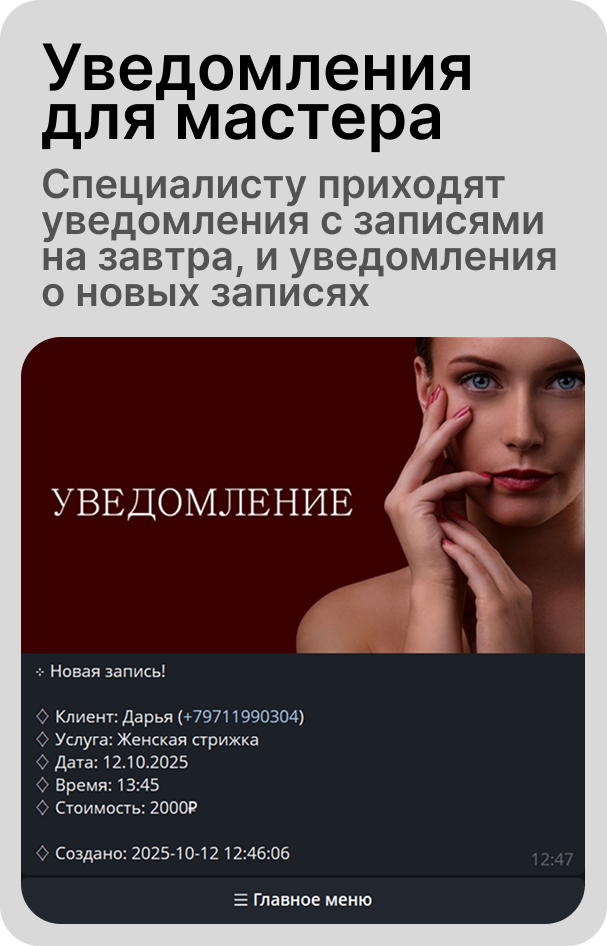 Уведомления
для мастера
Специалисту приходят
уведомления с записями
на завтра, и уведомления
о новых записях
УВЕДОМЛЕНИЕ
Новая запись!
♢ Клиент: Дарья (+79711990304)
♢ Услуга: Женская стрижка
♢ Дата: 12.10.2025
♢ Время: 13:45
♢ Стоимость: 2000₽
♢ Создано: 2025-10-12 12:46:06
12:47
☰ Главное меню